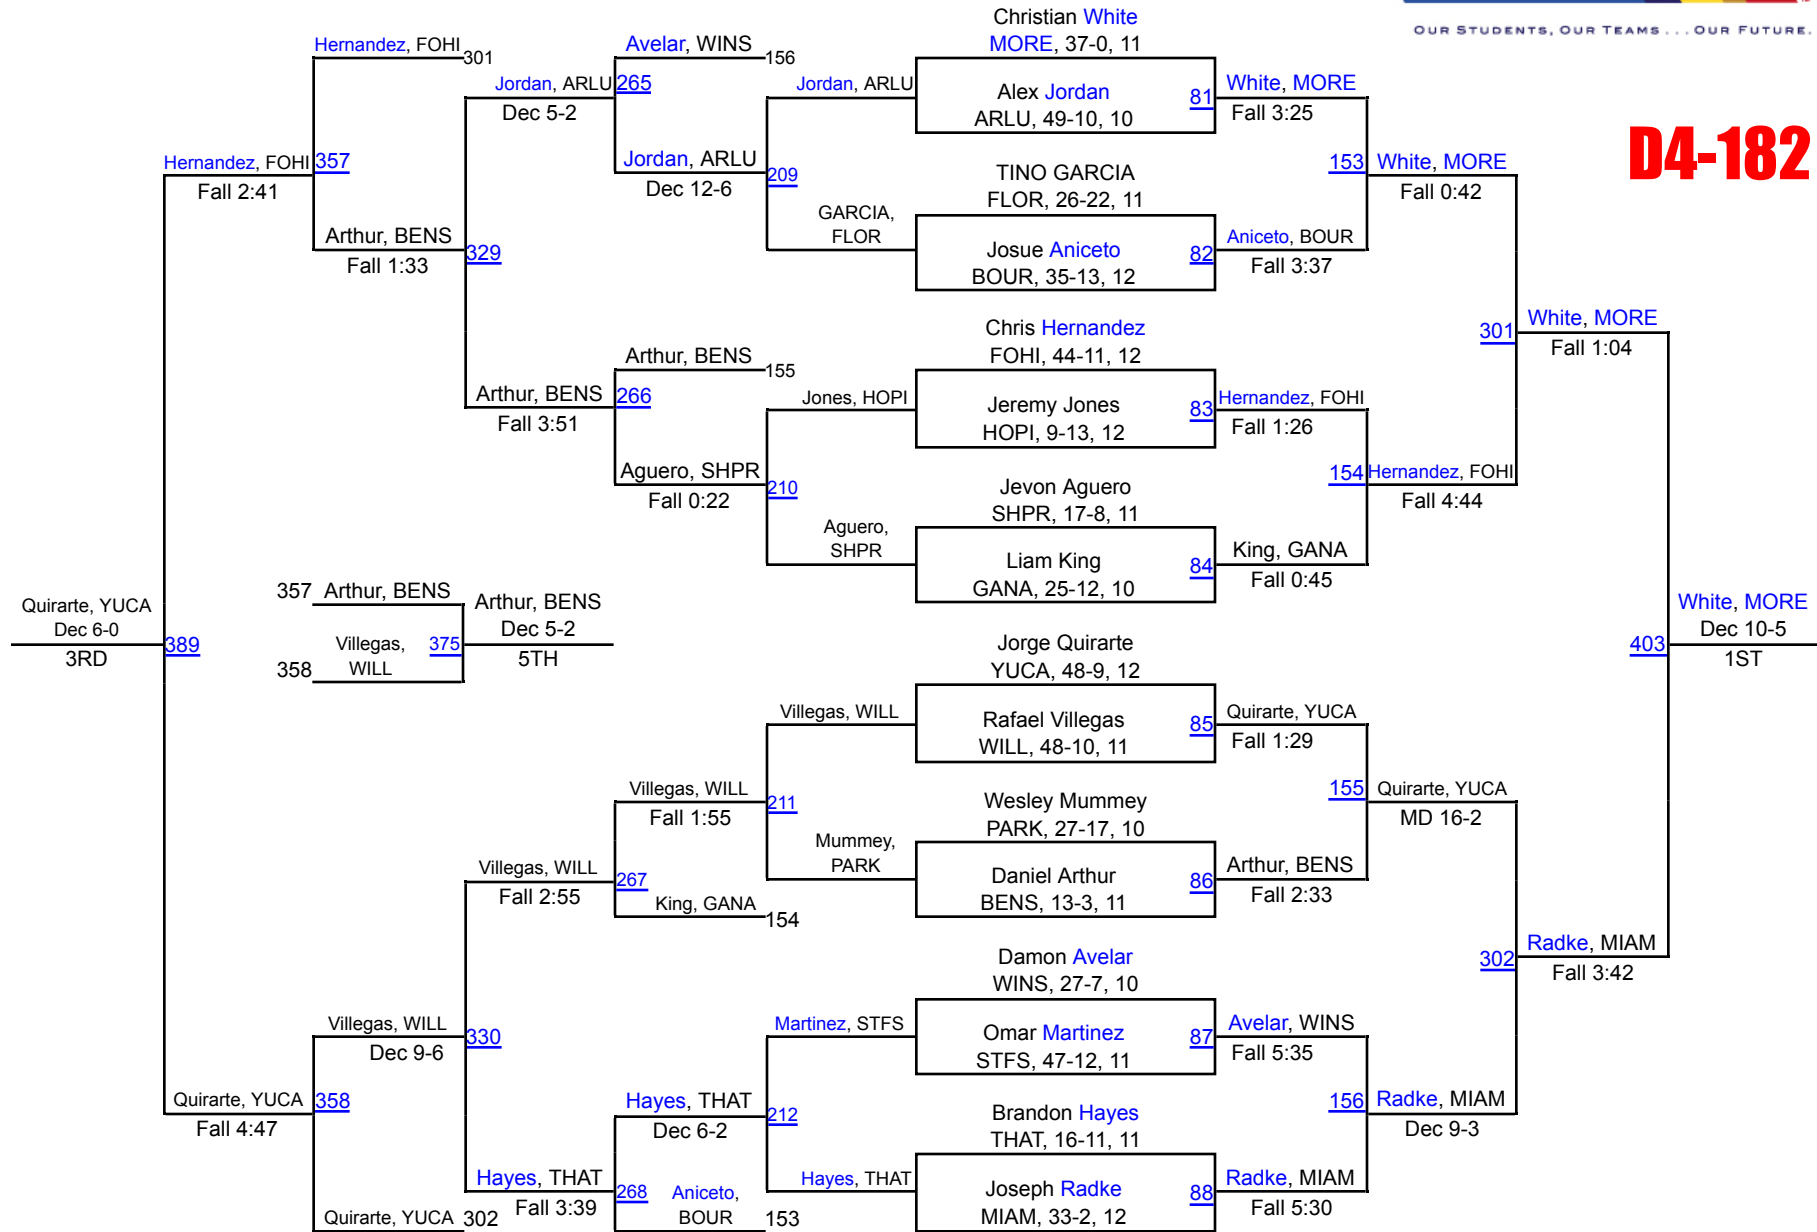 OUR STUDENTS, OUR TEAMS . . . OUR FUTURE.
D4-182
Christian White
MORE, 37-0, 11
Alex Jordan
ARLU, 49-10, 10
81
TINO GARCIA
FLOR, 26-22, 11
Josue Aniceto
BOUR, 35-13, 12
82
Chris Hernandez
FOHI, 44-11, 12
Jeremy Jones
HOPI, 9-13, 12
83
Jevon Aguero
SHPR, 17-8, 11
Liam King
GANA, 25-12, 10
84
Jorge Quirarte
YUCA, 48-9, 12
Rafael Villegas
WILL, 48-10, 11
85
Wesley Mummey
PARK, 27-17, 10
Daniel Arthur
BENS, 13-3, 11
86
Damon Avelar
WINS, 27-7, 10
Omar Martinez
STFS, 47-12, 11
87
Brandon Hayes
THAT, 16-11, 11
Joseph Radke
MIAM, 33-2, 12
88
White, MORE
Fall 3:25
153
Aniceto, BOUR
Fall 3:37
Hernandez, FOHI
Fall 1:26
154
King, GANA
Fall 0:45
Quirarte, YUCA
Fall 1:29
155
Arthur, BENS
Fall 2:33
Avelar, WINS
Fall 5:35
156
Radke, MIAM
Fall 5:30
White, MORE
Fall 0:42
301
Hernandez, FOHI
Fall 4:44
Quirarte, YUCA
MD 16-2
302
Radke, MIAM
Dec 9-3
White, MORE
Fall 1:04
403
Radke, MIAM
Fall 3:42
White, MORE
Dec 10-5
1ST
Jordan, ARLU
209
GARCIA,
FLOR
Jones, HOPI
210
Aguero,
SHPR
Villegas, WILL
211
Mummey,
PARK
Martinez, STFS
212
Hayes, THAT
Avelar, WINS
156
265
Jordan, ARLU
Dec 12-6
Arthur, BENS
155
266
Aguero, SHPR
Fall 0:22
Villegas, WILL
Fall 1:55
267
King, GANA
154
Hayes, THAT
Dec 6-2
268
Aniceto,
BOUR
153
Jordan, ARLU
Dec 5-2
329
Arthur, BENS
Fall 3:51
Villegas, WILL
Fall 2:55
330
Hayes, THAT
Fall 3:39
Hernandez, FOHI
301
357
Arthur, BENS
Fall 1:33
Villegas, WILL
Dec 9-6
358
Quirarte, YUCA
302
Hernandez, FOHI
Fall 2:41
389
Quirarte, YUCA
Fall 4:47
Quirarte, YUCA
Dec 6-0
3RD
357
Arthur, BENS
375
358
Villegas,
WILL
Arthur, BENS
Dec 5-2
5TH